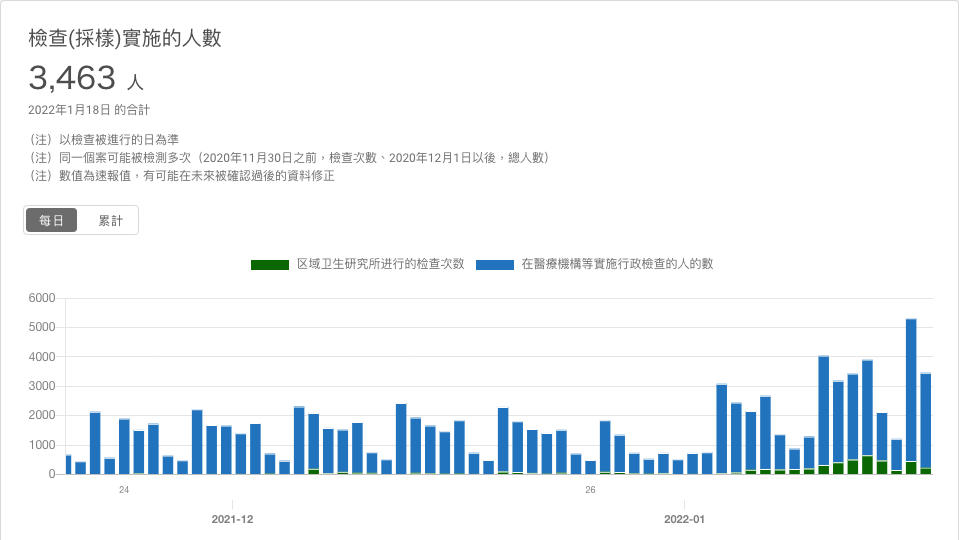 檢查(採樣)實施的人數
3,463 人
2022年1月18日 的合計
（注）以檢查被進行的日為準
（注）同一個案可能被檢測多次（2020年11月30日之前，檢查次數、2020年12月1日以後，總人數）
（注）數值為速報值，有可能在未來被確認過後的資料修正
每日 累計
区域卫生研究所进行的检查次数 在醫療機構等實施行政檢查的人的數
6000
5000
4000
3000
2000
1000
0
24 26
2021-12 2022-01